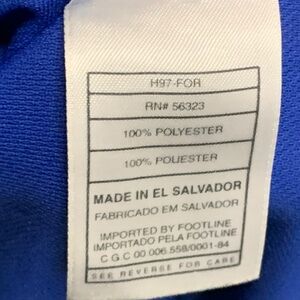 H97-FOR
RN# 56323
100% POLYESTER
100% POLIESTER
MADE IN EL SALVADOR
FABRICADO EM SALVADOR
IMPORTED BY FOOTLINE
IMPORTADO PELA FOOTLINE
C G C 00 006.558/0001-84
SEE REVERSE FOR CARE